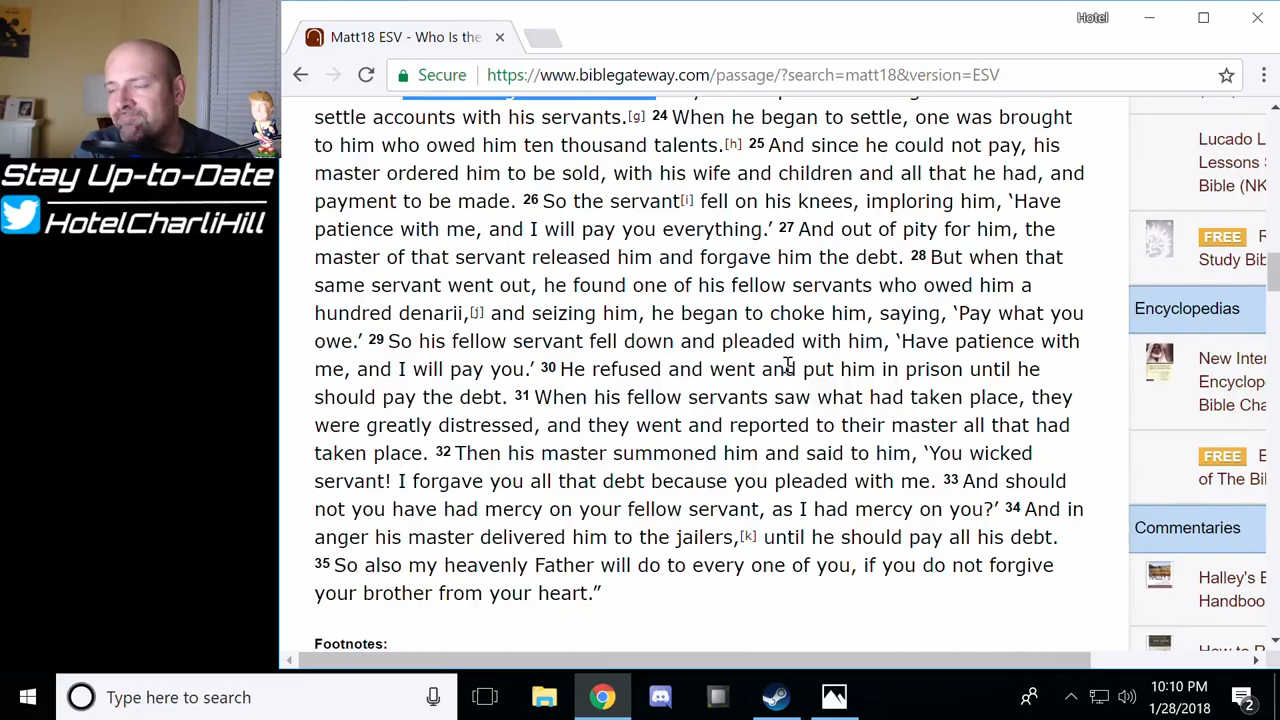 Hotel
Matt18 ESV - Who Is the
Secure
https://www.biblegateway.com/passage/?search=matt18&version=ESV
Stay Up-to-Date
HotelCharliHill
settle accounts with his servants.[g] 24 When he began to settle, one was brought
to him who owed him ten thousand talents.[h] 25 And since he could not pay, his
master ordered him to be sold, with his wife and children and all that he had, and
payment to be made. 26 So the servant[i] fell on his knees, imploring him, ‘Have
patience with me, and I will pay you everything.’ 27 And out of pity for him, the
master of that servant released him and forgave him the debt. 28 But when that
same servant went out, he found one of his fellow servants who owed him a
hundred denarii,[j] and seizing him, he began to choke him, saying, ‘Pay what you
owe.’ 29 So his fellow servant fell down and pleaded with him, ‘Have patience with
me, and I will pay you.’ 30 He refused and went and put him in prison until he
should pay the debt. 31 When his fellow servants saw what had taken place, they
were greatly distressed, and they went and reported to their master all that had
taken place. 32 Then his master summoned him and said to him, ‘You wicked
servant! I forgave you all that debt because you pleaded with me. 33 And should
not you have had mercy on your fellow servant, as I had mercy on you?’ 34 And in
anger his master delivered him to the jailers,[k] until he should pay all his debt.
35 So also my heavenly Father will do to every one of you, if you do not forgive
your brother from your heart.”
Footnotes:
Lucado
Lessons
Bible (NK
FREE R
Study Bib
Encyclopedias
New Inter
Encyclop
Bible Cha
FREE E
of The Bi
Commentaries
Halley's B
Handboo
Type here to search
10:10 PM
1/28/2018
2